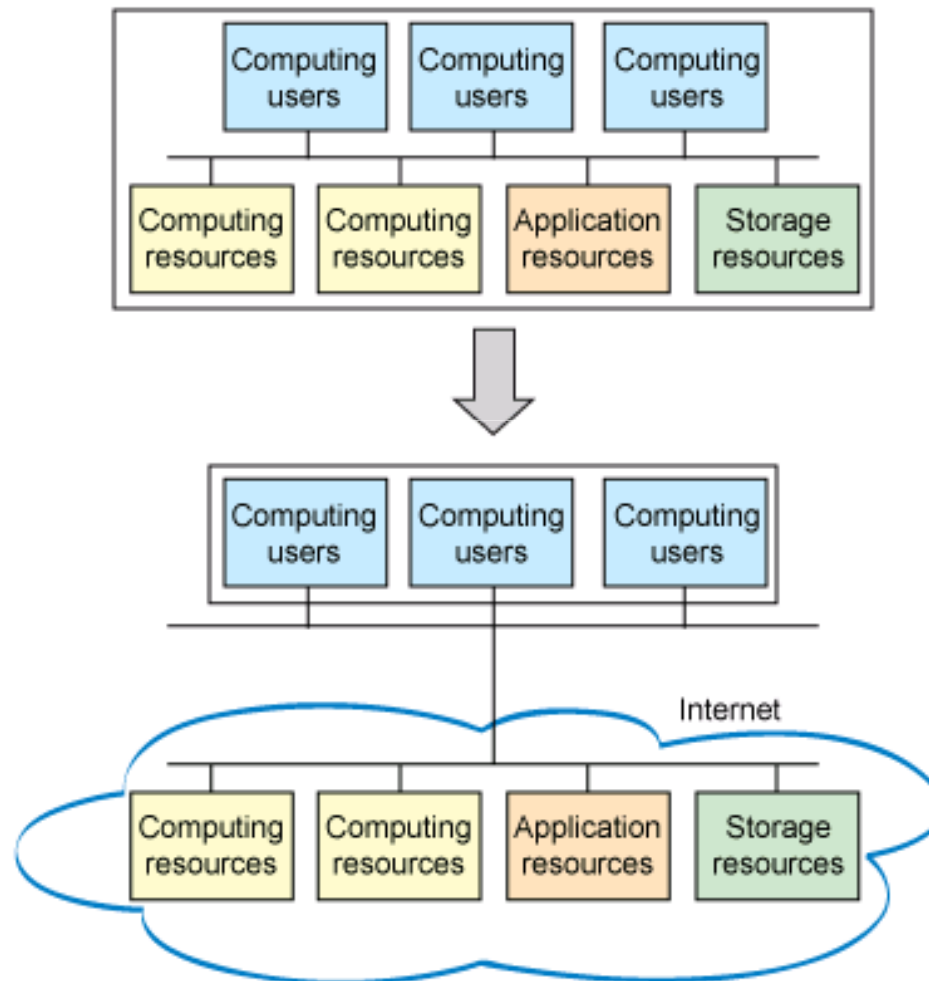 Computing
users
Computing
users
Computing
users
Computing
resources
Computing
resources
Application
resources
Storage
resources
Computing
users
Computing
users
Computing
users
Internet
Computing
resources
Computing
resources
Application
resources
Storage
resources